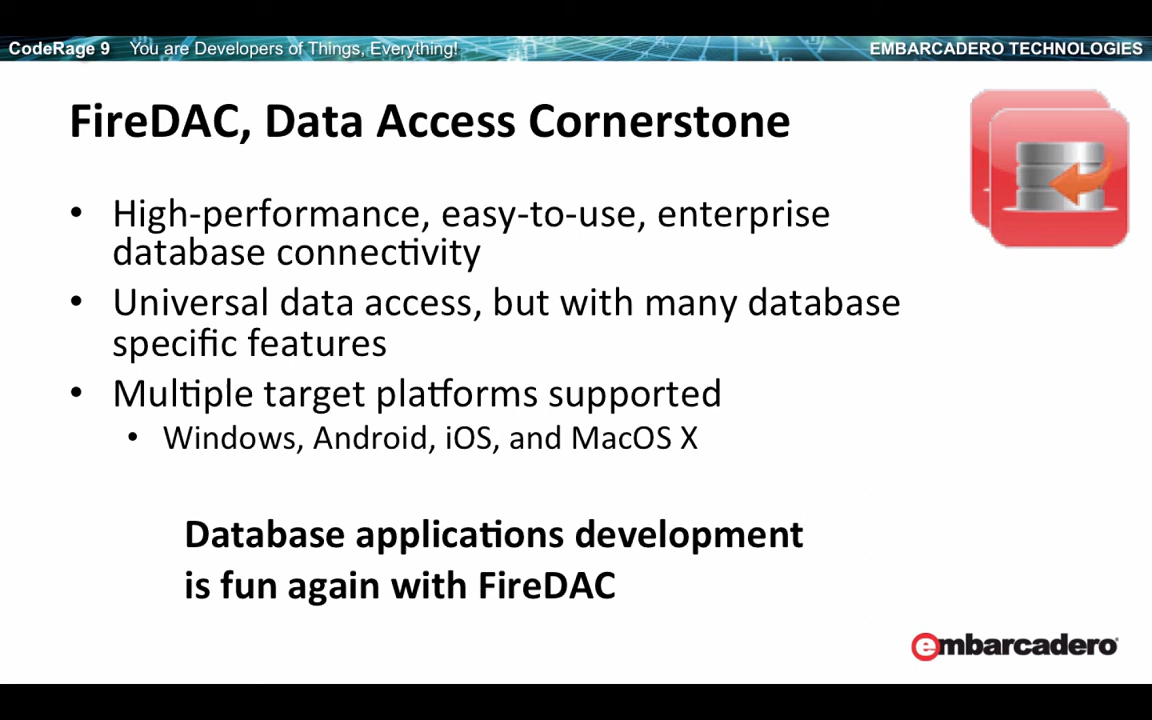 CodeRage 9 You are Developers of Things, Everything! EMBARCADERO TECHNOLOGIES
FireDAC, Data Access Cornerstone
• High-performance, easy-to-use, enterprise
database connectivity
• Universal data access, but with many database
specific features
• Multiple target platforms supported
• Windows, Android, iOS, and MacOS X
Database applications development
is fun again with FireDAC
embarcadero®